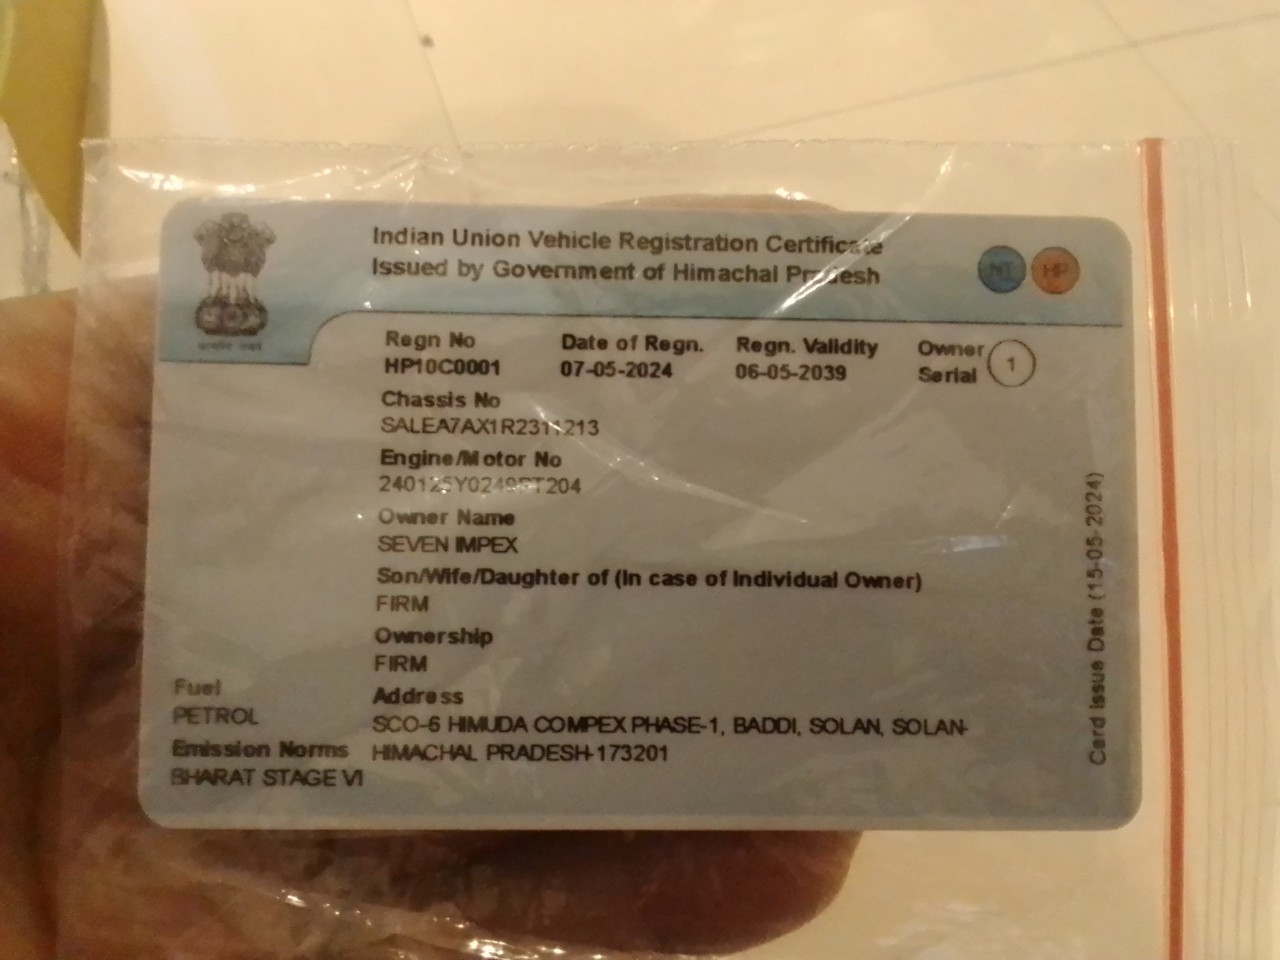 Indian Union Vehicle Registration Certificate
Issued by Government of Himachal Pradesh
NT HP
Regn No Date of Regn. Regn. Validity Owner Serial 1
HP10C0001 07-05-2024 06-05-2039
Chassis No
SALEA7AX1R2311213
Engine/Motor No
Owner Name
SEVEN IMPEX
Son/Wife/Daughter of (In case of Individual Owner)
FIRM
Ownership
FIRM
Address
SCO-6 HIMUDA COMPEX PHASE-1, BADDI, SOLAN, SOLAN-
HIMACHAL PRADESH-173201
Fuel
PETROL
Emission Norms
BHARAT STAGE VI
Card Issue Date (15-05-2024)